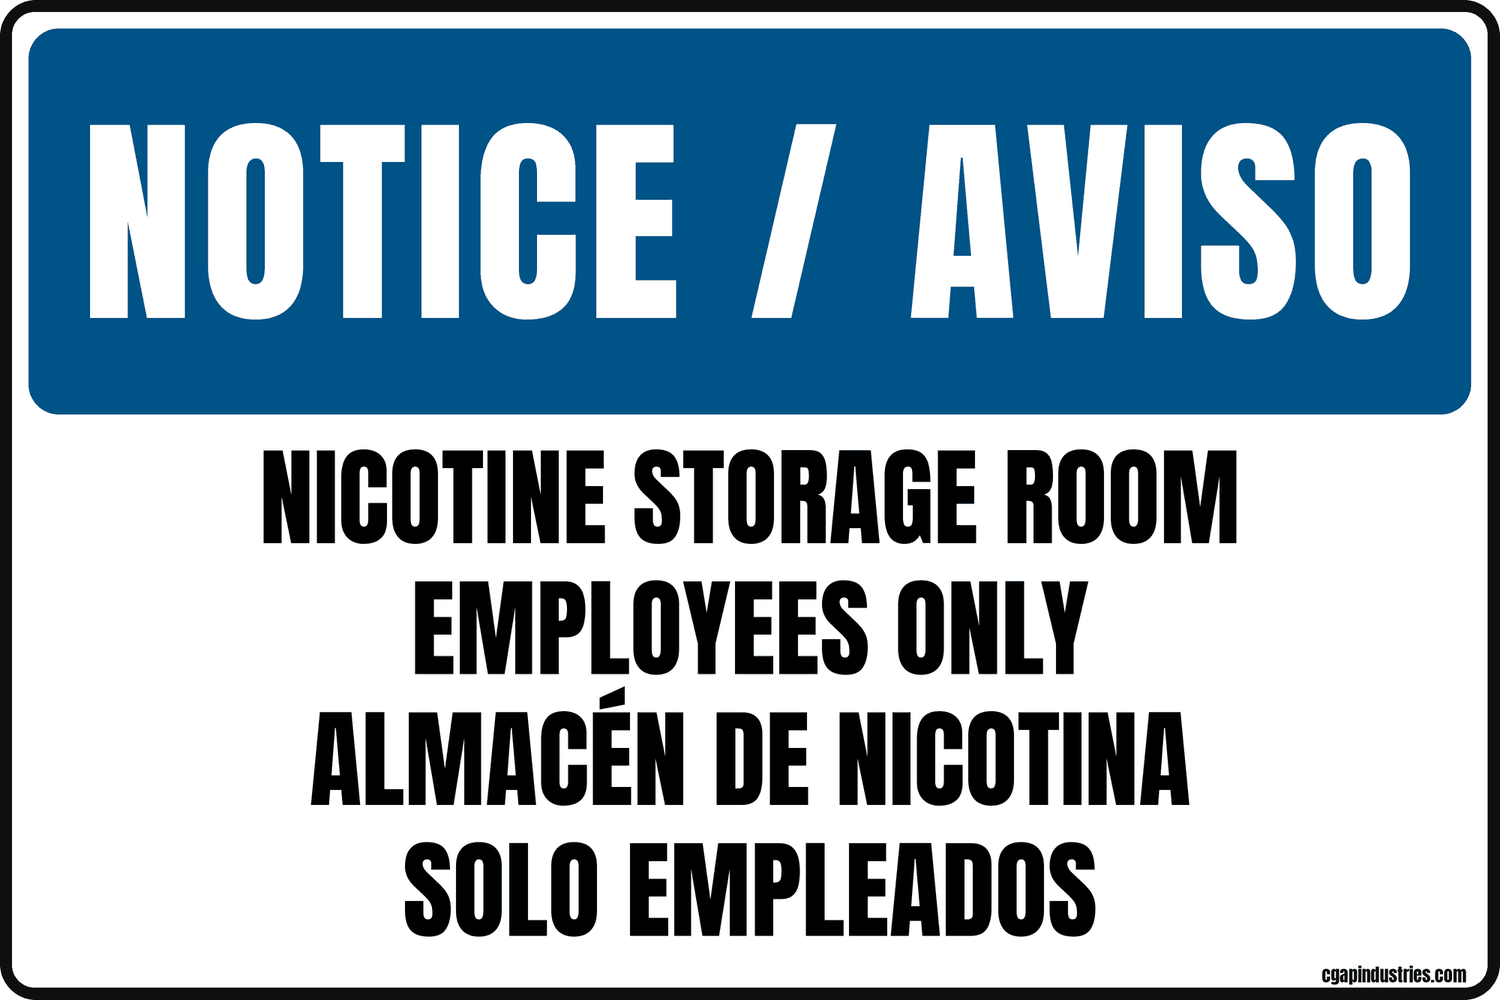 NOTICE / AVISO
NICOTINE STORAGE ROOM
EMPLOYEES ONLY
ALMACÉN DE NICOTINA
SOLO EMPLEADOS
cgapindustries.com